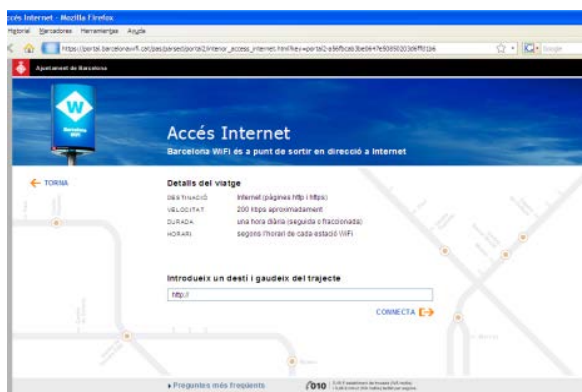 ccés Internet - Mozilla Firefox
Historial Marcadores Herramientas Ayuda
Google
Ajuntament de Barcelona
W
Barcelona
WiFi
Accés Internet
Barcelona WiFi és a punt de sortir en direcció a Internet
TORNA
Detalls del viatge
DESTINACIÓ Internet (pàgines http i https)
VELOCITAT 200 kbps aproximadament
DURADA una hora diària (seguida o fraccionada)
HORARI segons l'horari de cada estació WiFi
Introdueix un destí i gaudeix del trajecte
http://
CONNECTA
Preguntes més freqüents
010